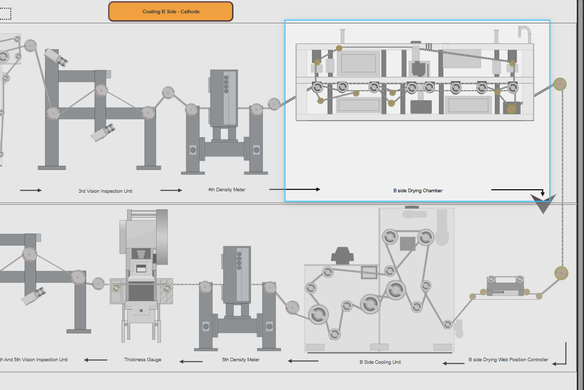 Coating B Side - Cathode
3rd Vision Inspection Unit
4th Density Meter
B side Drying Chamber
h And 5th Vision Inspection Unit
Thickness Gauge
5th Density Meter
B Side Cooling Unit
B side Drying Web Position Controller